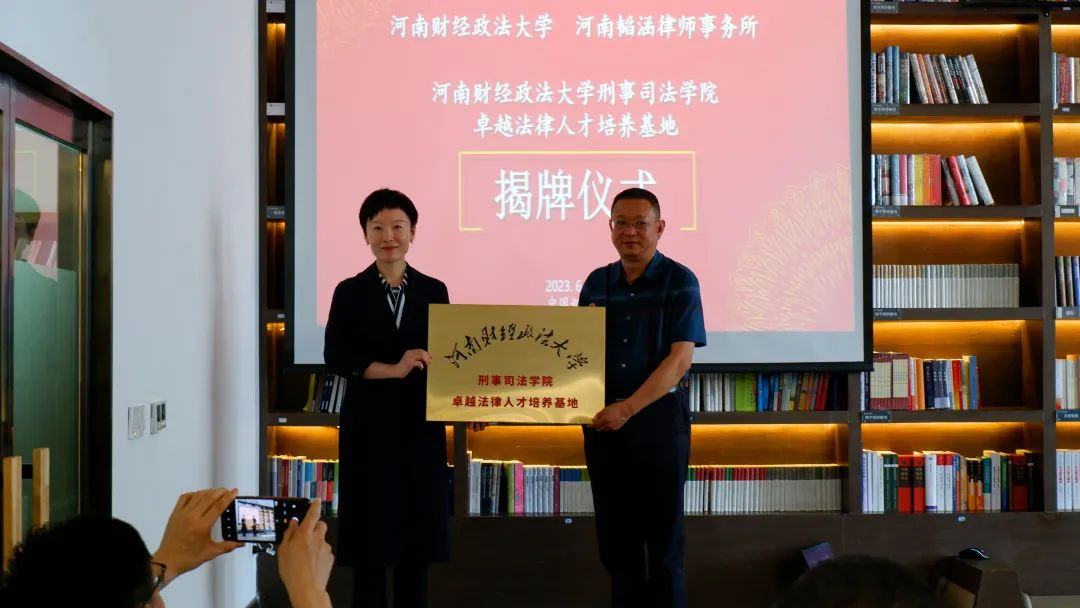 河南财经政法大学 河南韬涵律师事务所
河南财经政法大学刑事司法学院
卓越法律人才培养基地
揭牌仪式
2023. 6
河南财经政法大学
刑事司法学院
卓越法律人才培养基地